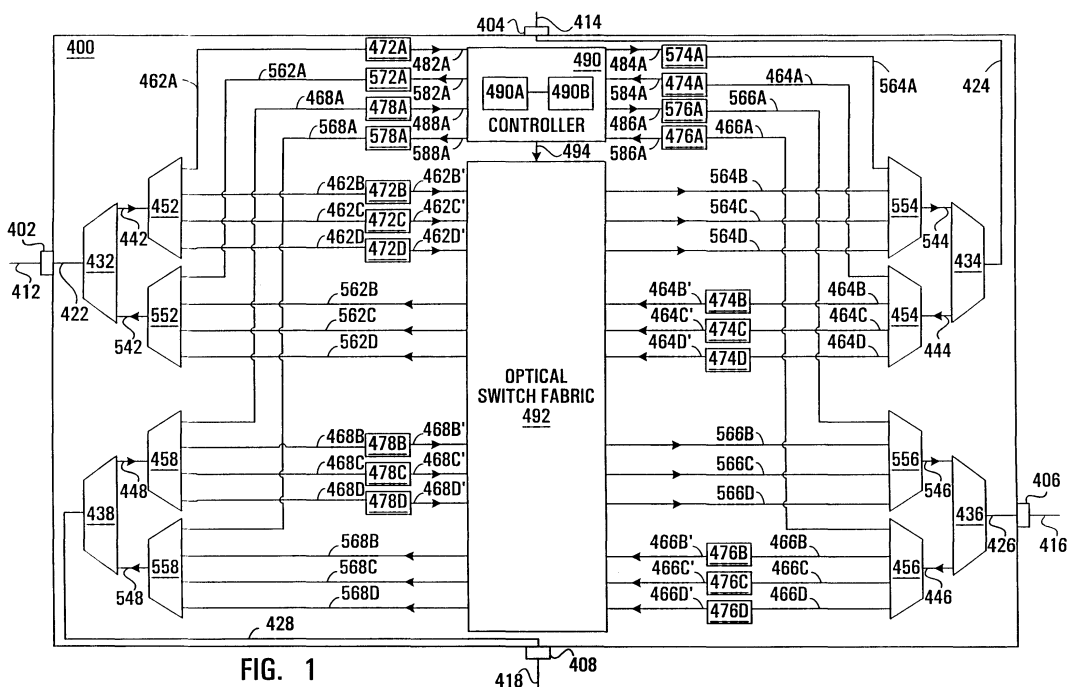 404 414
400 472A 482A 490 484A 574A 424
462A 562A 572A 582A 490A 490B 584A 474A 464A 564A
468A 478A 488A CONTROLLER 486A 576A 566A
568A 578A 588A 494 586A 476A 466A
462B 472B 462B' 564B
452 462C 472C 462C' 564C 554
402 442 462D 472D 462D' 564D 544
432 434
412 422 562B 464B' 474B 464B
552 562C 464C' 474C 464C 454
542 562D 464D' 474D 464D 444
OPTICAL
SWITCH FABRIC
492
468B 478B 468B' 566B
458 468C 478C 468C' 566C 556
448 468D 478D 468D' 566D 546 406
438 436
568B 466B' 476B 466B 426 416
558 568C 466C' 476C 466C 456
548 568D 466D' 476D 466D 446
428
408
418
FIG. 1